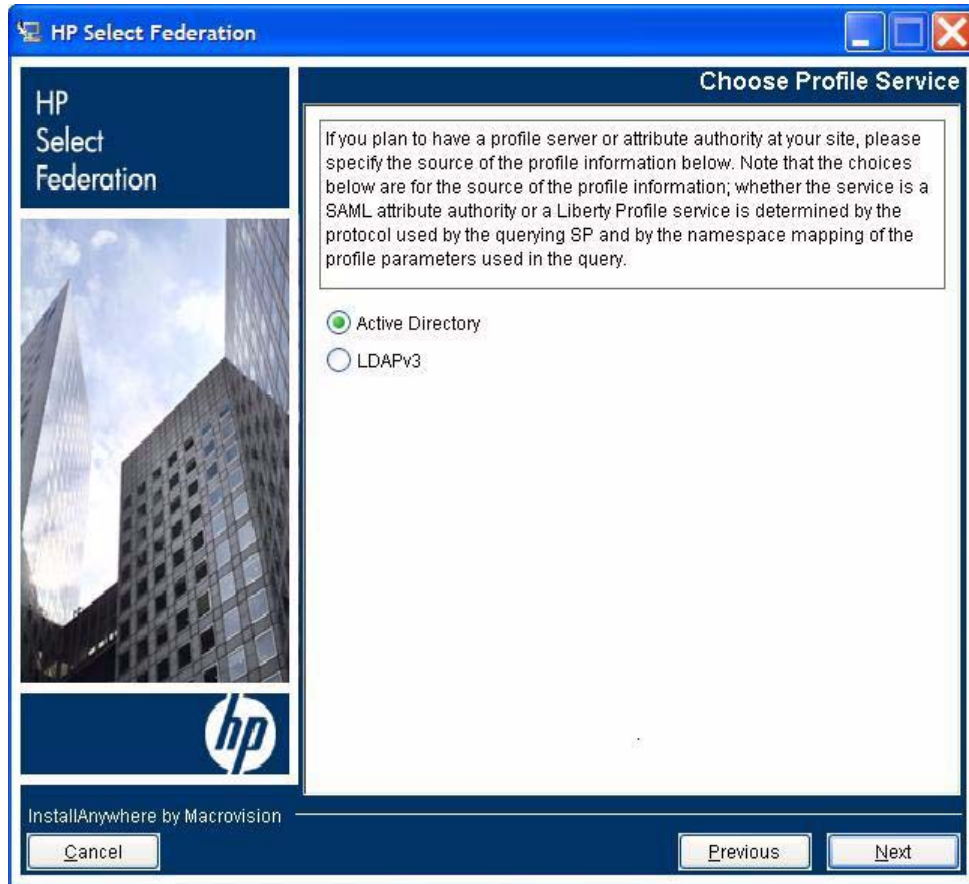 HP Select Federation
HP
Select
Federation
Choose Profile Service
If you plan to have a profile server or attribute authority at your site, please
specify the source of the profile information below. Note that the choices
below are for the source of the profile information; whether the service is a
SAML attribute authority or a Liberty Profile service is determined by the
protocol used by the querying SP and by the namespace mapping of the
profile parameters used in the query.
Active Directory
LDAPv3
hp
InstallAnywhere by Macrovision
Cancel
Previous
Next